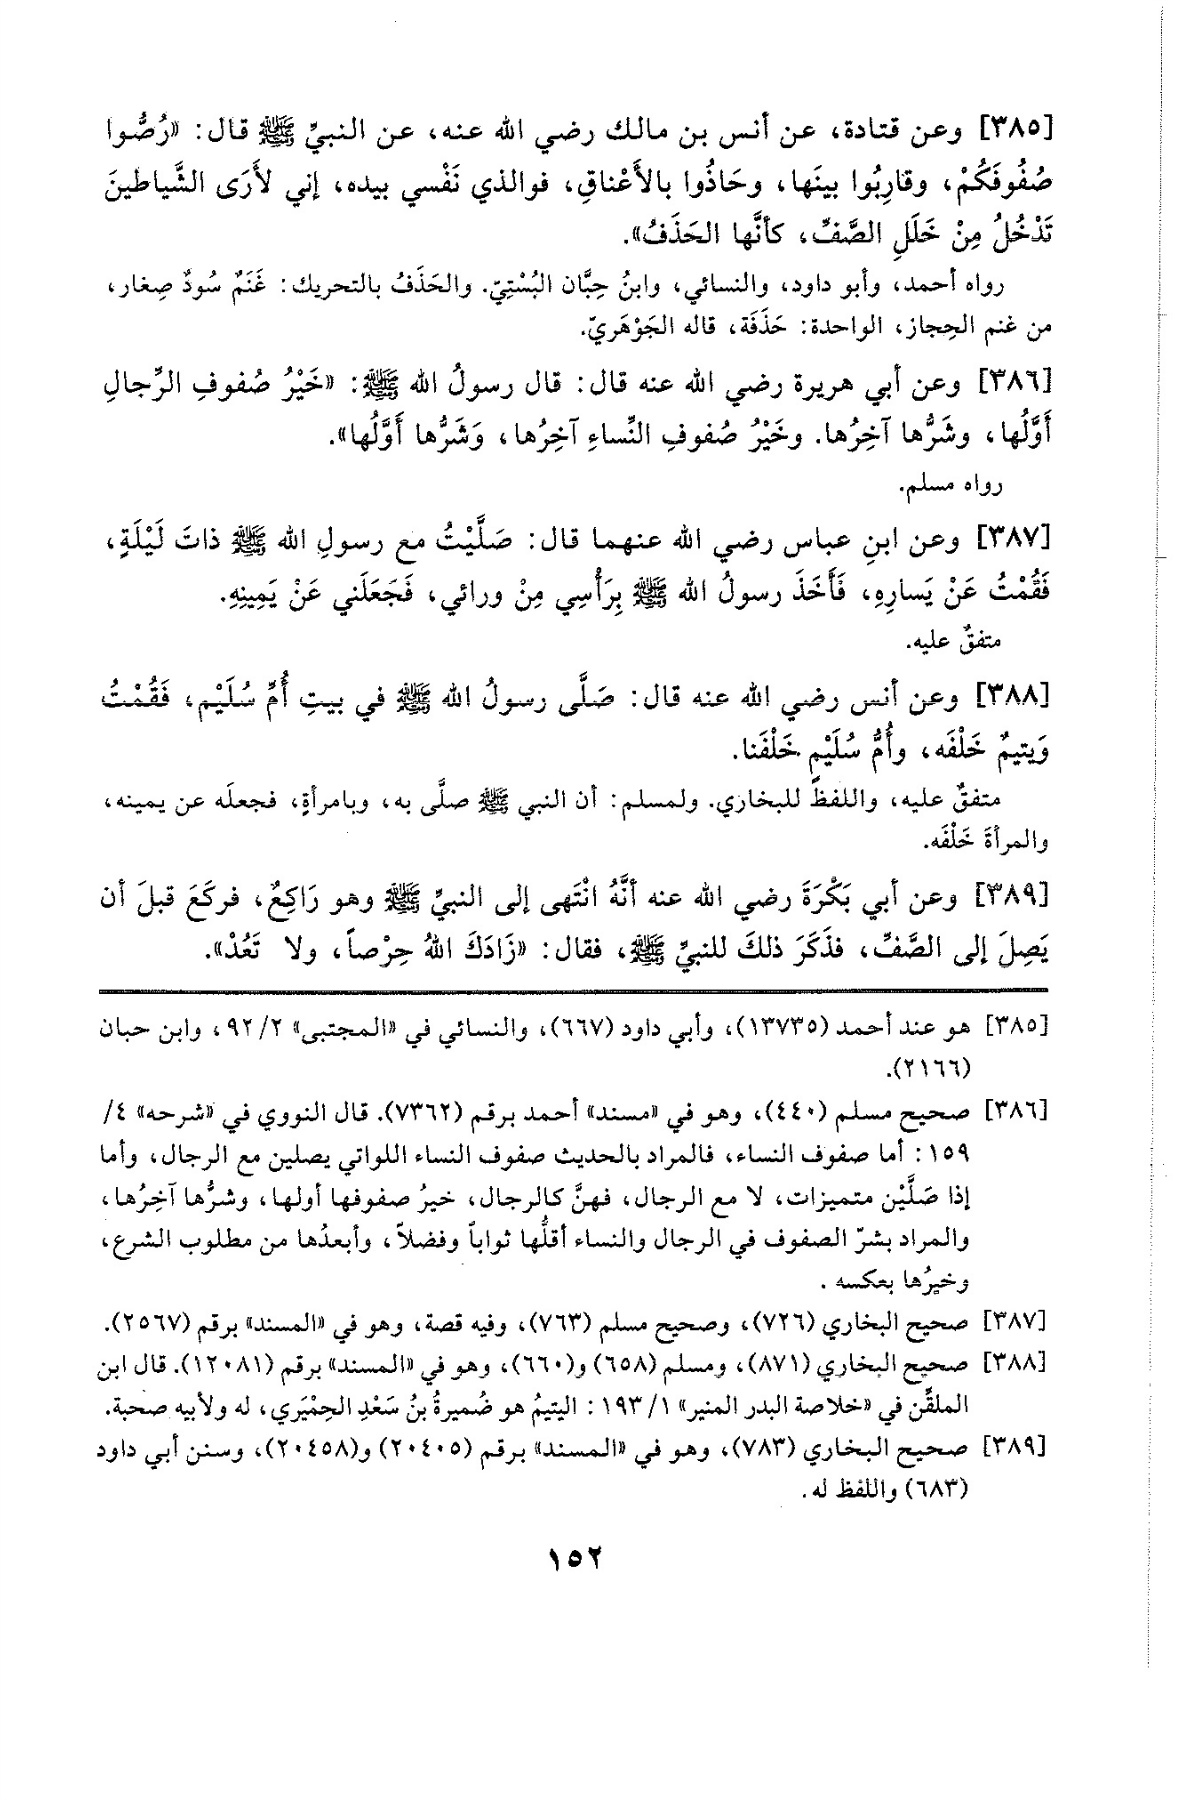 [٣٨٥] وعن قتادة، عن أنس بن مالك رضي الله عنه، عن النبيِّ ﷺ قال: «رُصُّوا
صُفُوفَكُمْ، وقارِبُوا بينَها، وحَاذُوا بالأَعْناقِ، فوالذي نَفْسي بيده، إني لأَرَى الشَّياطينَ
تَدْخُلُ مِنْ خَلَلِ الصَّفِّ، كأنَّها الحَذَفُ».
رواه أحمد، وأبو داود، والنسائي، وابنُ حِبَّان البُسْتِيّ. والحَذَفُ بالتحريك: غَنَمٌ سُودٌ صِغار،
من غنم الحِجاز، الواحدة: حَذَفَة، قاله الجَوْهَريّ.
[٣٨٦] وعن أبي هريرة رضي الله عنه قال: قال رسولُ الله ﷺ: «خَيْرُ صُفوفِ الرِّجالِ
أَوَّلُها، وشَرُّها آخِرُها. وخَيْرُ صُفوفِ النِّساءِ آخِرُها، وَشَرُّها أَوَّلُها».
رواه مسلم.
[٣٨٧] وعن ابنِ عباس رضي الله عنهما قال: صَلَّيْتُ مع رسولِ الله ﷺ ذاتَ لَيْلَةٍ،
فَقُمْتُ عَنْ يَسارِهِ، فَأَخَذَ رسولُ الله ﷺ بِرَأْسِي مِنْ ورائي، فَجَعَلَني عَنْ يَمِينِهِ.
متفقٌ عليه.
[٣٨٨] وعن أنس رضي الله عنه قال: صَلَّى رسولُ الله ﷺ في بيتِ أُمِّ سُلَيْم، فَقُمْتُ
وَيتيمٌ خَلْفَه، وأُمُّ سُلَيْمٍ خَلْفَنا.
متفقٌ عليه، واللفظُ للبخاري. ولمسلم: أن النبي ﷺ صلَّى به، وبامرأةٍ، فجعلَه عن يمينه،
والمرأةَ خَلْفَه.
[٣٨٩] وعن أبي بَكْرَةَ رضي الله عنه أنَّهُ انْتَهى إلى النبيِّ ﷺ وهو رَاكِعٌ، فركَعَ قبلَ أن
يَصِلَ إلى الصَّفِّ، فذَكَرَ ذلكَ للنبيِّ ﷺ، فقال: «زَادَكَ اللهُ حِرْصاً، ولا تَعُدْ».
[٣٨٥] هو عند أحمد (١٣٧٣٥)، وأبي داود (٦٦٧)، والنسائي في «المجتبى» ٢/ ٩٢، وابن حبان
(٢١٦٦).
[٣٨٦] صحيح مسلم (٤٤٠)، وهو في «مسند» أحمد برقم (٧٣٦٢). قال النووي في «شرحه» ٤/
١٥٩: أما صفوف النساء، فالمراد بالحديث صفوف النساء اللواتي يصلين مع الرجال، وأما
إذا صَلَّيْن متميزات، لا مع الرجال، فهنَّ كالرجال، خيرُ صفوفها أولها، وشرُّها آخِرُها،
والمراد بشرّ الصفوف في الرجال والنساء أقلُّها ثواباً وفضلاً، وأبعدُها من مطلوب الشرع،
وخيرُها بعكسه .
[٣٨٧] صحيح البخاري (٧٢٦)، وصحيح مسلم (٧٦٣)، وفيه قصة، وهو في «المسند» برقم (٢٥٦٧).
[٣٨٨] صحيح البخاري (٨٧١)، ومسلم (٦٥٨) و(٦٦٠)، وهو في «المسند» برقم (١٢٠٨١). قال ابن
الملقِّن في «خلاصة البدر المنير» ١/ ١٩٣: اليتيمُ هو ضُميرةُ بنُ سَعْدِ الحِمْيَري، له ولأبيه صحبة.
[٣٨٩] صحيح البخاري (٧٨٣)، وهو في «المسند» برقم (٢٠٤٠٥) و(٢٠٤٥٨)، وسنن أبي داود
(٦٨٣) واللفظ له.
١٥٢